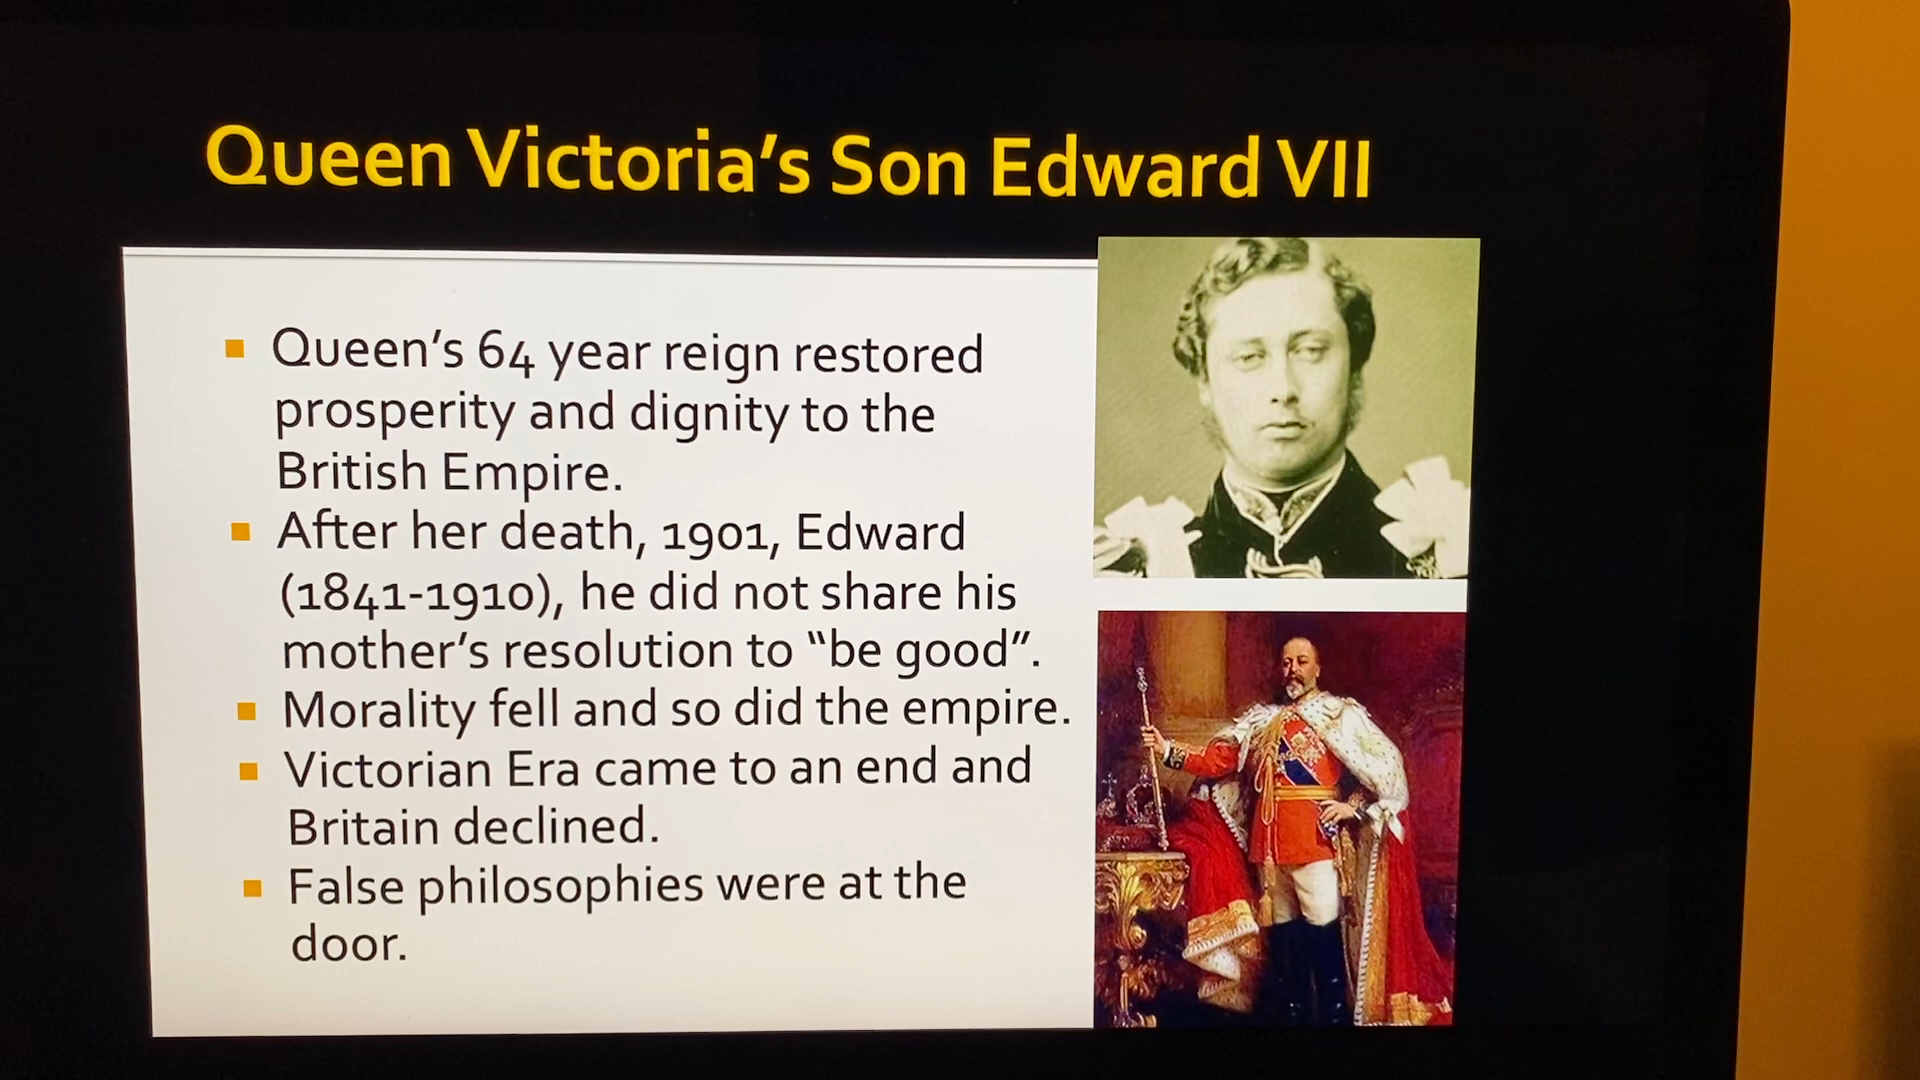 Queen Victoria's Son Edward VII
Queen's 64 year reign restored
prosperity and dignity to the
British Empire.
After her death, 1901, Edward
(1841-1910), he did not share his
mother's resolution to "be good".
Morality fell and so did the empire.
Victorian Era came to an end and
Britain declined.
False philosophies were at the
door.